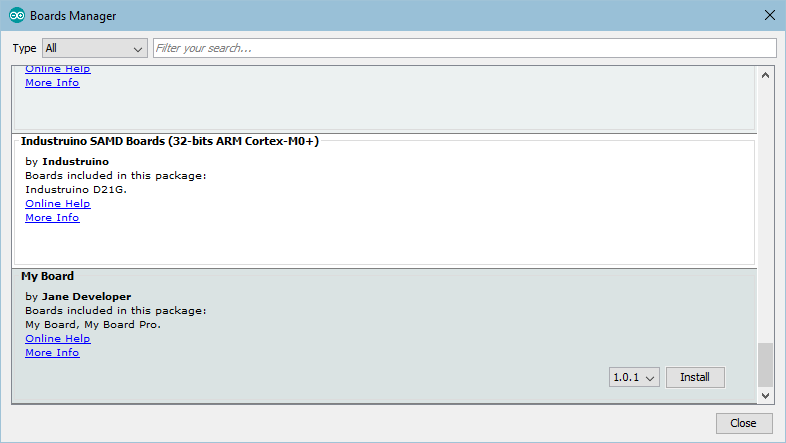 Boards Manager
Type All Filter your search...
Online Help
More Info
Industruino SAMD Boards (32-bits ARM Cortex-M0+)
by Industruino
Boards included in this package:
Industruino D21G.
Online Help
More Info
My Board
by Jane Developer
Boards included in this package:
My Board, My Board Pro.
Online Help
More Info
1.0.1 Install
Close